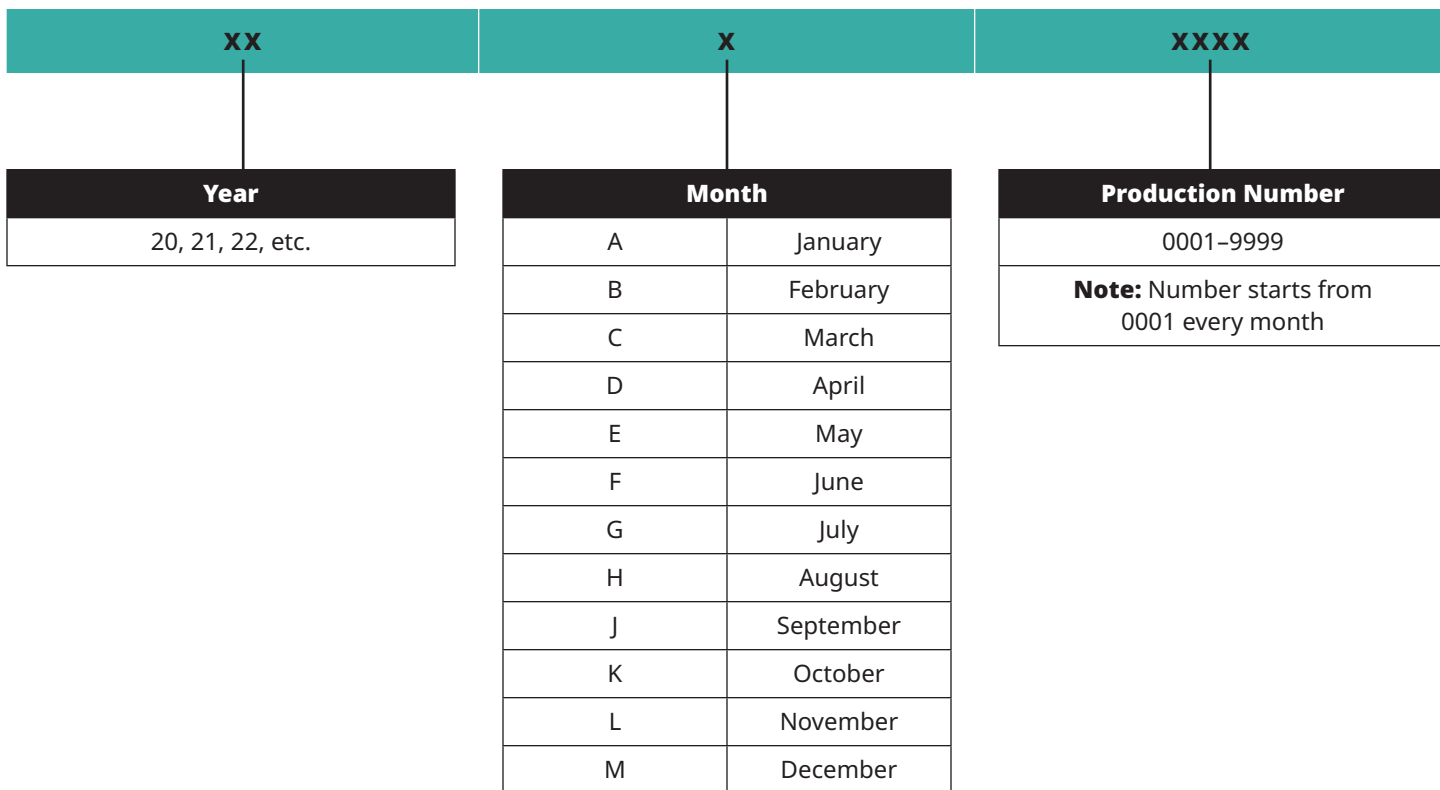 XX X XXXX
Year
20, 21, 22, etc.
Month
A January
B February
C March
D April
E May
F June
G July
H August
J September
K October
L November
M December
Production Number
0001–9999
Note: Number starts from
0001 every month